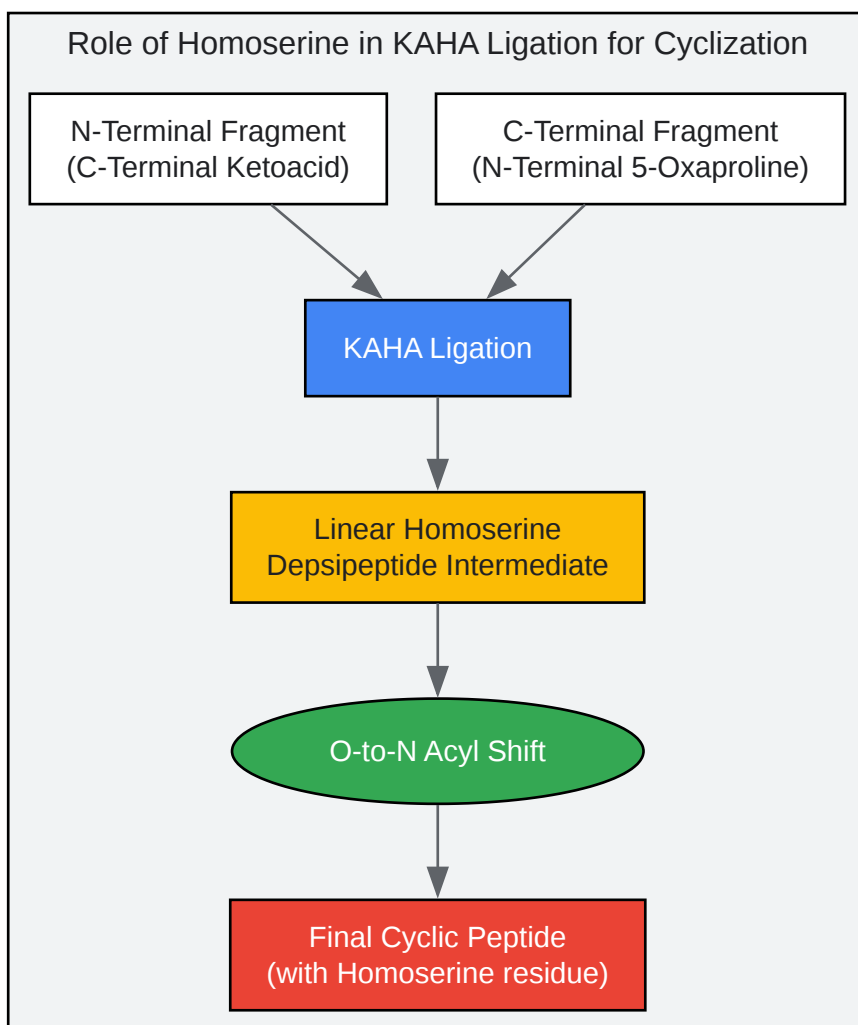 Role of Homoserine in KAHA Ligation for Cyclization
N-Terminal Fragment
(C-Terminal Ketoacid)
C-Terminal Fragment
(N-Terminal 5-Oxaproline)
KAHA Ligation
Linear Homoserine
Depsipeptide Intermediate
O-to-N Acyl Shift
Final Cyclic Peptide
(with Homoserine residue)